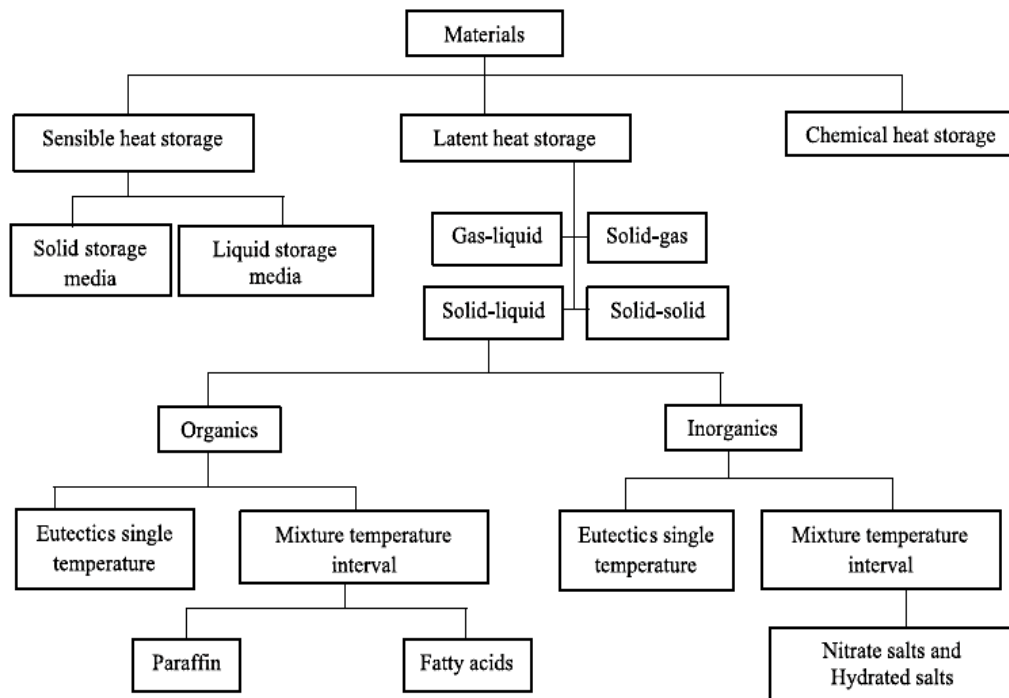 Materials
Sensible heat storage
Latent heat storage
Chemical heat storage
Solid storage
media
Liquid storage
media
Gas-liquid
Solid-gas
Solid-liquid
Solid-solid
Organics
Inorganics
Eutectics single
temperature
Mixture temperature
interval
Eutectics single
temperature
Mixture temperature
interval
Paraffin
Fatty acids
Nitrate salts and
Hydrated salts